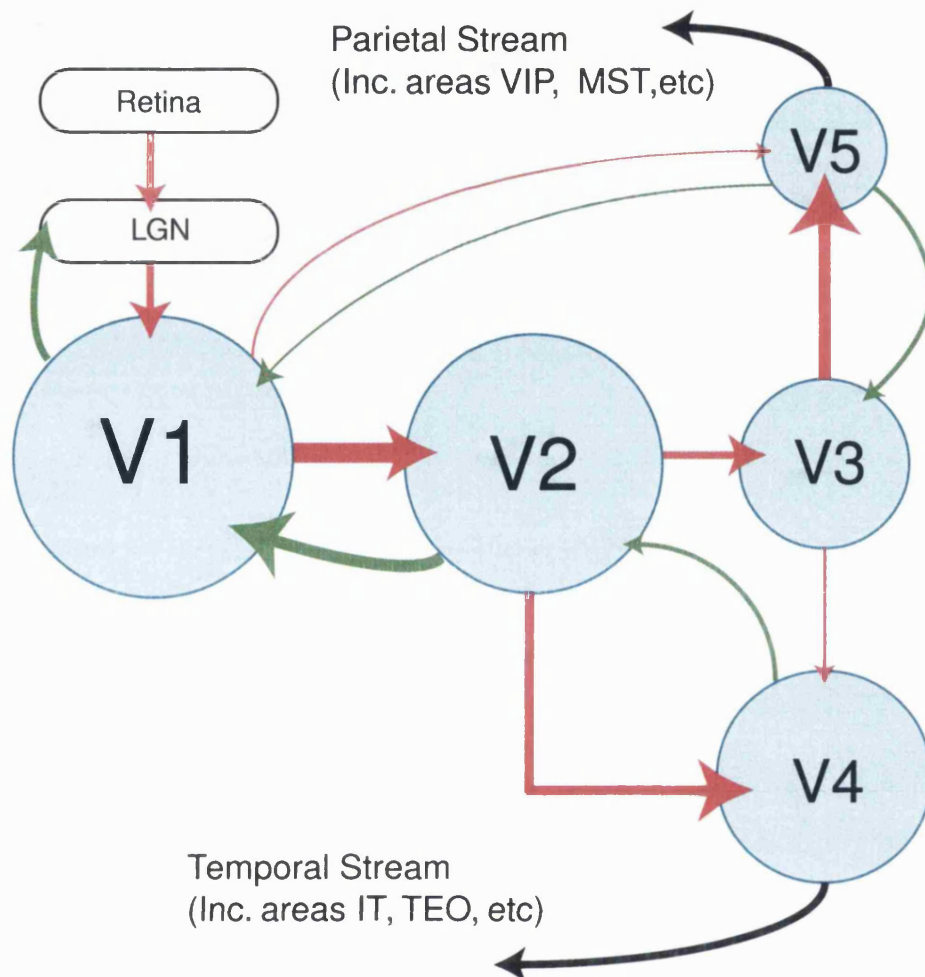 Parietal Stream
(Inc. areas VIP, MST,etc)
Retina
LGN
V5
V1
V2
V3
V4
Temporal Stream
(Inc. areas IT, TEO, etc)